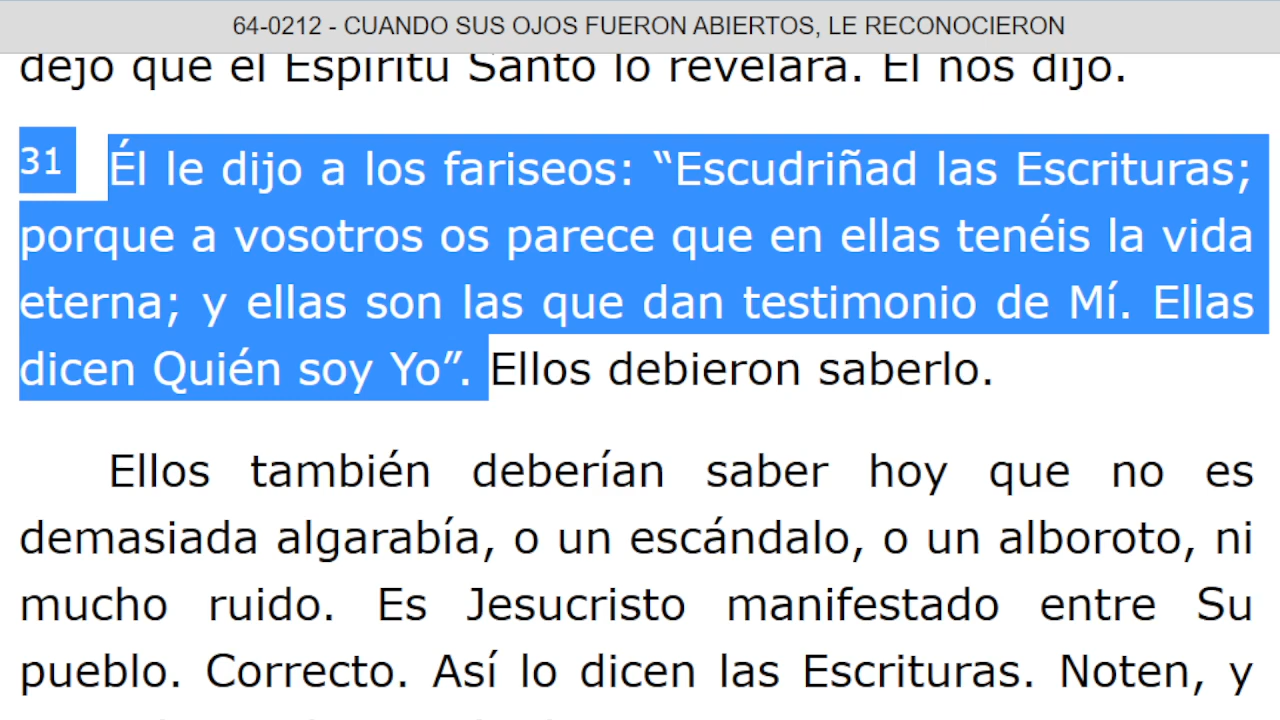 64-0212 - CUANDO SUS OJOS FUERON ABIERTOS, LE RECONOCIERON
dejó que el Espíritu Santo lo revelara. Él nos dijo.
31 Él le dijo a los fariseos: “Escudriñad las Escrituras;
porque a vosotros os parece que en ellas tenéis la vida
eterna; y ellas son las que dan testimonio de Mí. Ellas
dicen Quién soy Yo”. Ellos debieron saberlo.
Ellos también deberían saber hoy que no es
demasiada algarabía, o un escándalo, o un alboroto, ni
mucho ruido. Es Jesucristo manifestado entre Su
pueblo. Correcto. Así lo dicen las Escrituras. Noten, y